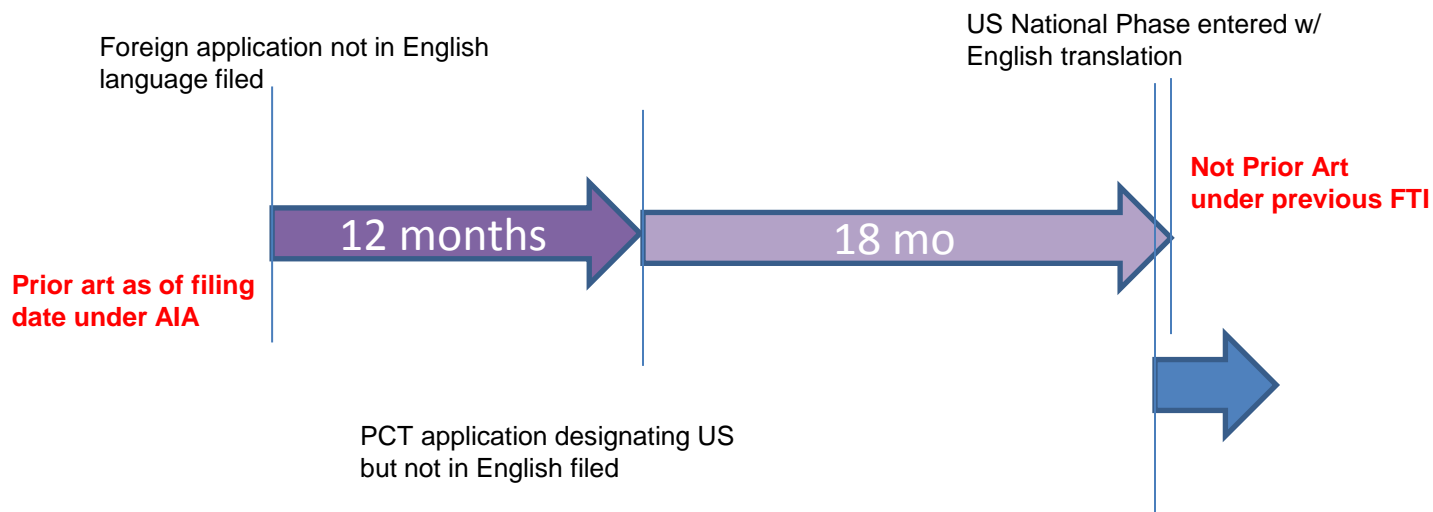 Foreign application not in English
language filed
US National Phase entered w/
English translation
12 months
18 mo
Not Prior Art
under previous FTI
Prior art as of filing
date under AIA
PCT application designating US
but not in English filed